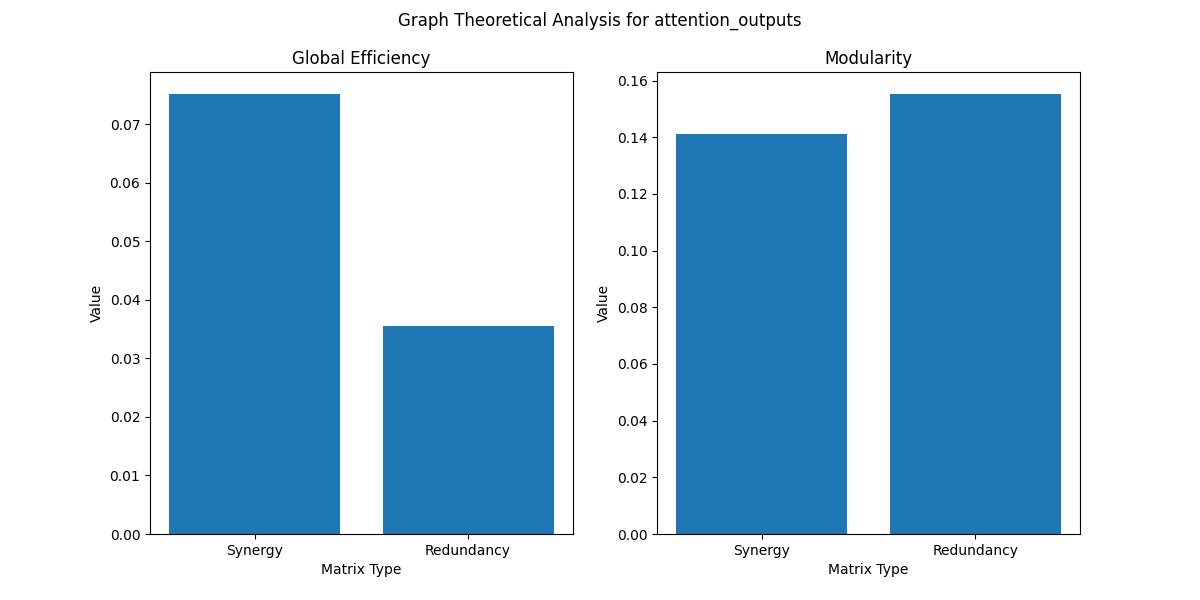 Graph Theoretical Analysis for attention_outputs
Global Efficiency
0.07
0.06
0.05
0.04
0.03
0.02
0.01
0.00
Value
Synergy
Redundancy
Matrix Type
Modularity
0.16
0.14
0.12
0.10
0.08
0.06
0.04
0.02
0.00
Value
Synergy
Redundancy
Matrix Type